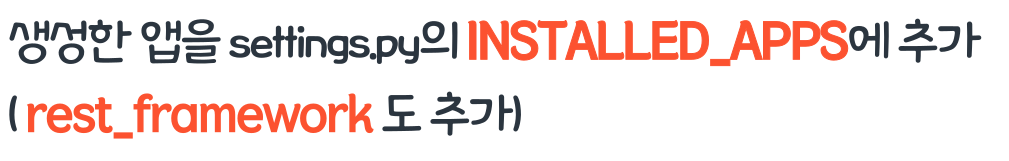 생성한 앱을 settings.py의 INSTALLED_APPS에 추가
( rest_framework 도 추가)